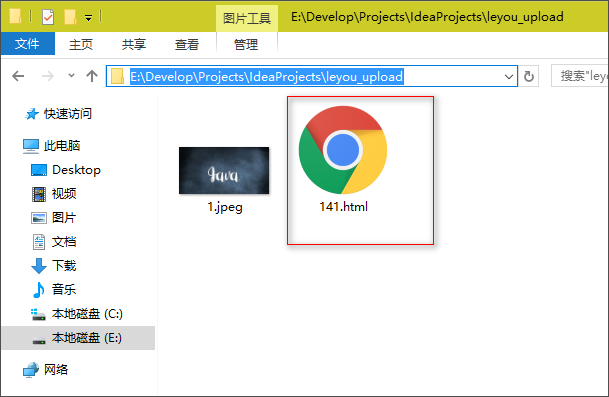 图片工具
E:\Develop\Projects\IdeaProjects\leyou_upload
文件
主页
共享
查看
管理
E:\Develop\Projects\IdeaProjects\leyou_upload
搜索"ley
快速访问
此电脑
Desktop
视频
图片
文档
下载
音乐
本地磁盘 (C:)
本地磁盘 (E:)
网络
Java
1.jpeg
141.html